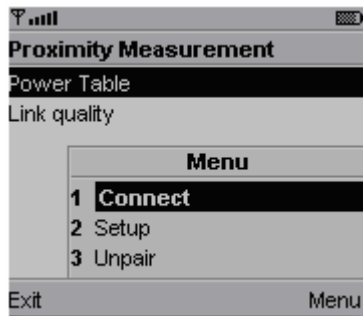 Proximity Measurement
Power Table
Link quality
Menu
1 Connect
2 Setup
3 Unpair
Exit Menu